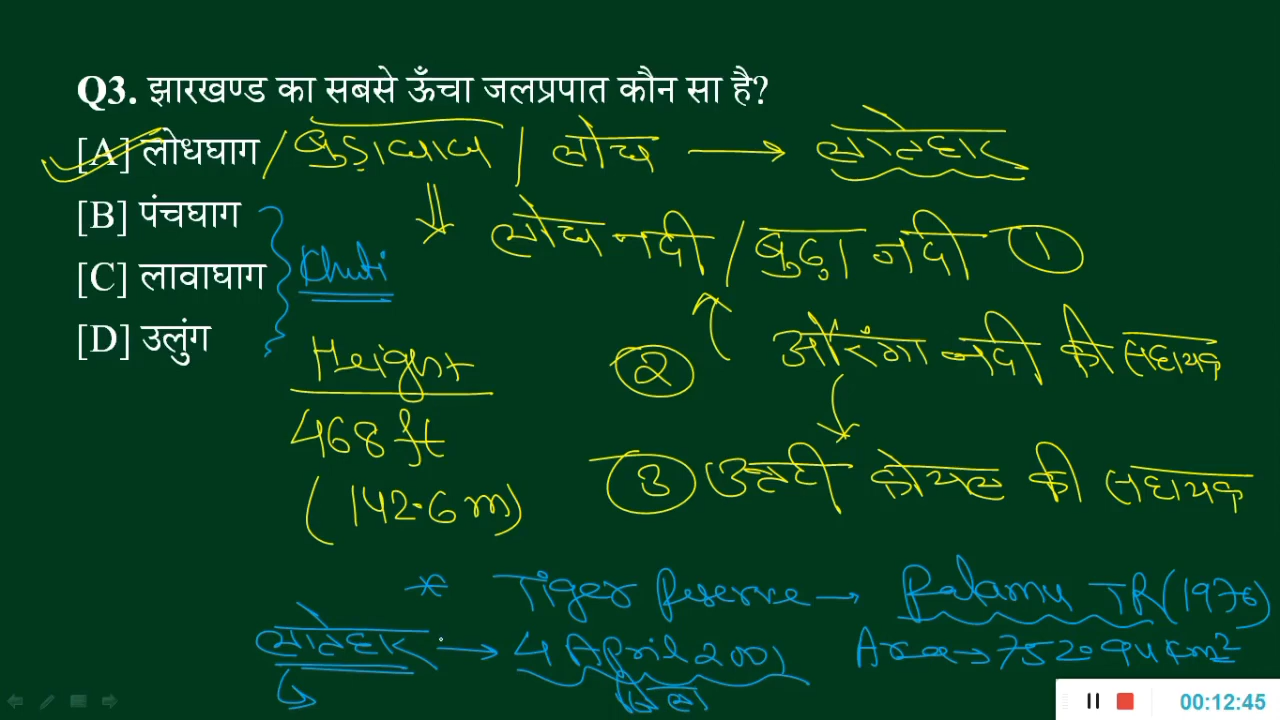 Q3. झारखण्ड का सबसे ऊँचा जलप्रपात कौन सा है?
[A] लोधघाग / बुढ़ाघाघ / लोध → लातेहार
[B] पंचघाग
लोध नदी / बुढ़ा नदी ①
[C] लावाघाग
Khuti
[D] उलुंग
② औरंगा नदी की सहायक
Height
468 ft
(142.6 m)
③ उत्तरी कोयल की सहायक
* Tiger Reserve → Palamu TR (1976)
लातेहार → 4 April 2001 Area → 752.94 km²
जिला
00:12:45